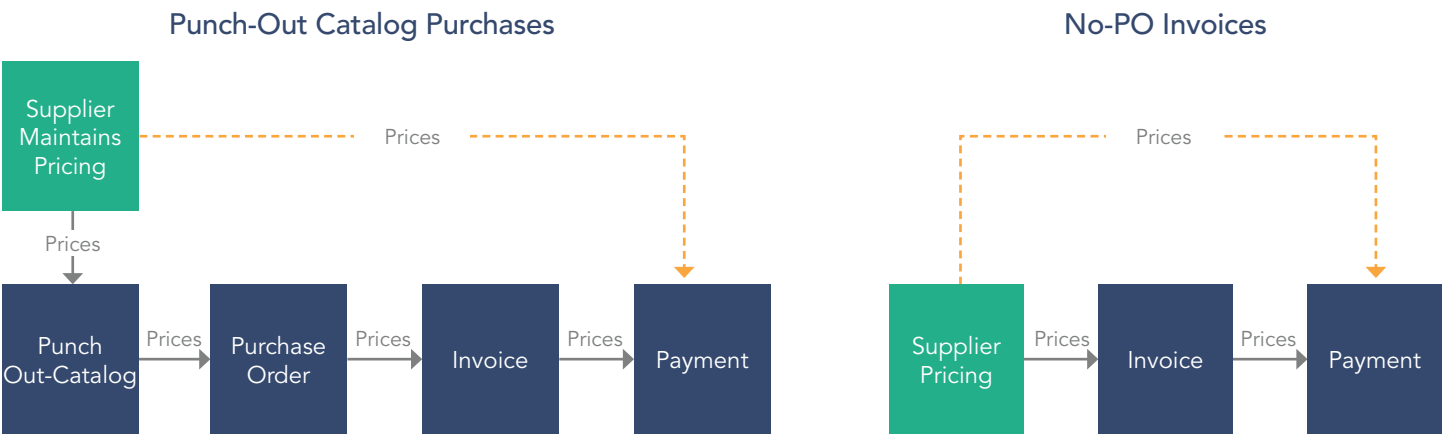 Punch-Out Catalog Purchases
Supplier
Maintains
Pricing
Prices
Prices
Punch
Out-Catalog
Prices
Purchase
Order
Prices
Invoice
Prices
Payment
No-PO Invoices
Prices
Supplier
Pricing
Prices
Invoice
Prices
Payment